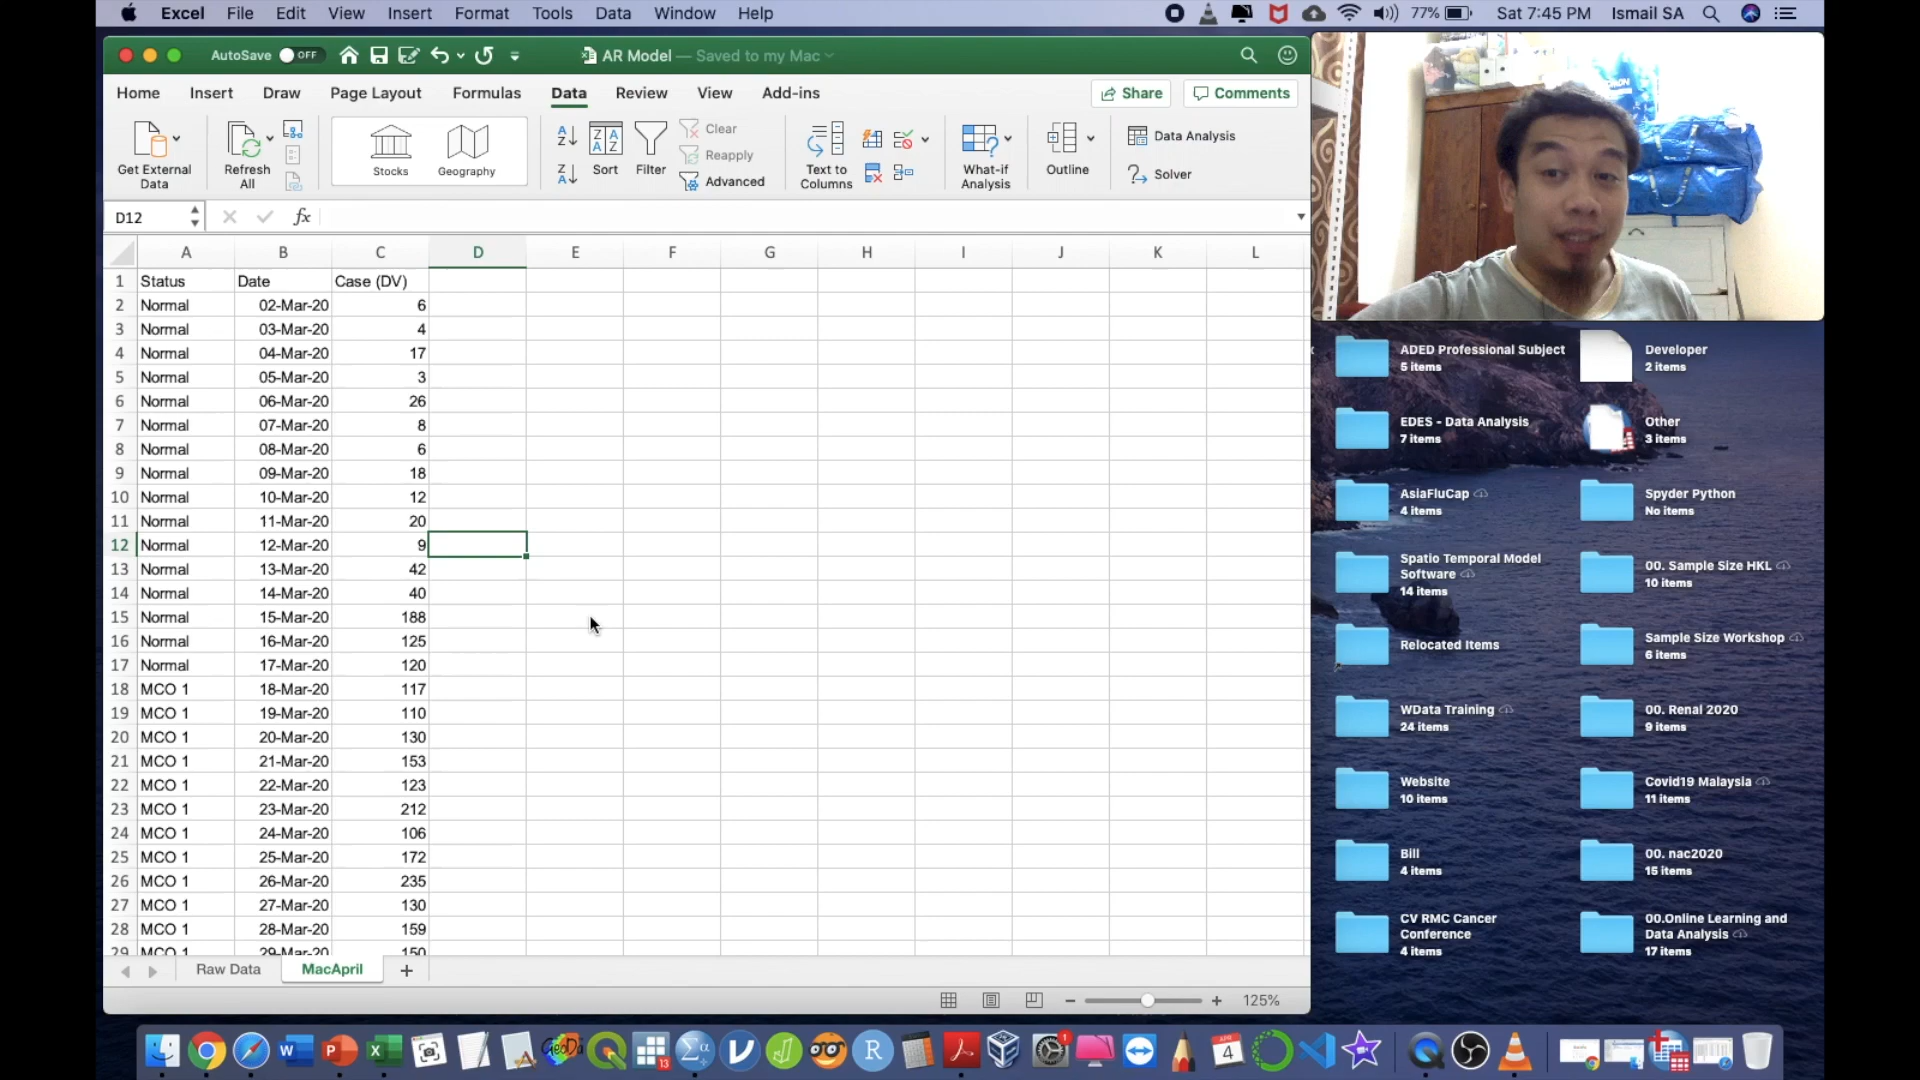 Excel File Edit View Insert Format Tools Data Window Help 77% Sat 7:45 PM Ismail SA
AutoSave OFF AR Model — Saved to my Mac
Home Insert Draw Page Layout Formulas Data Review View Add-ins Share Comments
Get External Data
Refresh All
Stocks
Geography
Sort
Filter
Clear
Reapply
Advanced
Text to Columns
What-if Analysis
Outline
Data Analysis
Solver
D12 fx
A B C D E F G H I J K L
1 Status Date Case (DV)
2 Normal 02-Mar-20 6
3 Normal 03-Mar-20 4
4 Normal 04-Mar-20 17
5 Normal 05-Mar-20 3
6 Normal 06-Mar-20 26
7 Normal 07-Mar-20 8
8 Normal 08-Mar-20 6
9 Normal 09-Mar-20 18
10 Normal 10-Mar-20 12
11 Normal 11-Mar-20 20
12 Normal 12-Mar-20 9
13 Normal 13-Mar-20 42
14 Normal 14-Mar-20 40
15 Normal 15-Mar-20 188
16 Normal 16-Mar-20 125
17 Normal 17-Mar-20 120
18 MCO 1 18-Mar-20 117
19 MCO 1 19-Mar-20 110
20 MCO 1 20-Mar-20 130
21 MCO 1 21-Mar-20 153
22 MCO 1 22-Mar-20 123
23 MCO 1 23-Mar-20 212
24 MCO 1 24-Mar-20 106
25 MCO 1 25-Mar-20 172
26 MCO 1 26-Mar-20 235
27 MCO 1 27-Mar-20 130
28 MCO 1 28-Mar-20 159
29 MCO 1 29-Mar-20 150
Raw Data MacApril +
125%
ADED Professional Subject
5 items
Developer
2 items
EDES - Data Analysis
7 items
Other
3 items
AsiaFluCap
4 items
Spyder Python
No items
Spatio Temporal Model
Software
14 items
00. Sample Size HKL
10 items
Relocated Items
Sample Size Workshop
6 items
WData Training
24 items
00. Renal 2020
9 items
Website
10 items
Covid19 Malaysia
11 items
Bill
4 items
00. nac2020
15 items
CV RMC Cancer
Conference
4 items
00.Online Learning and
Data Analysis
17 items